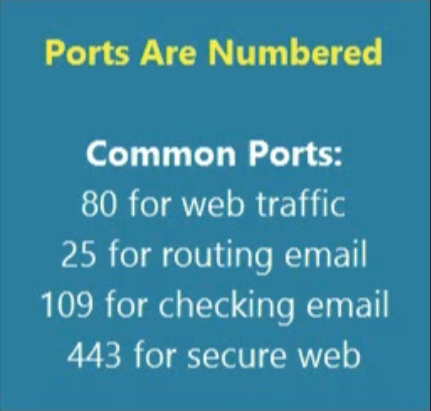 Ports Are Numbered
Common Ports:
80 for web traffic
25 for routing email
109 for checking email
443 for secure web